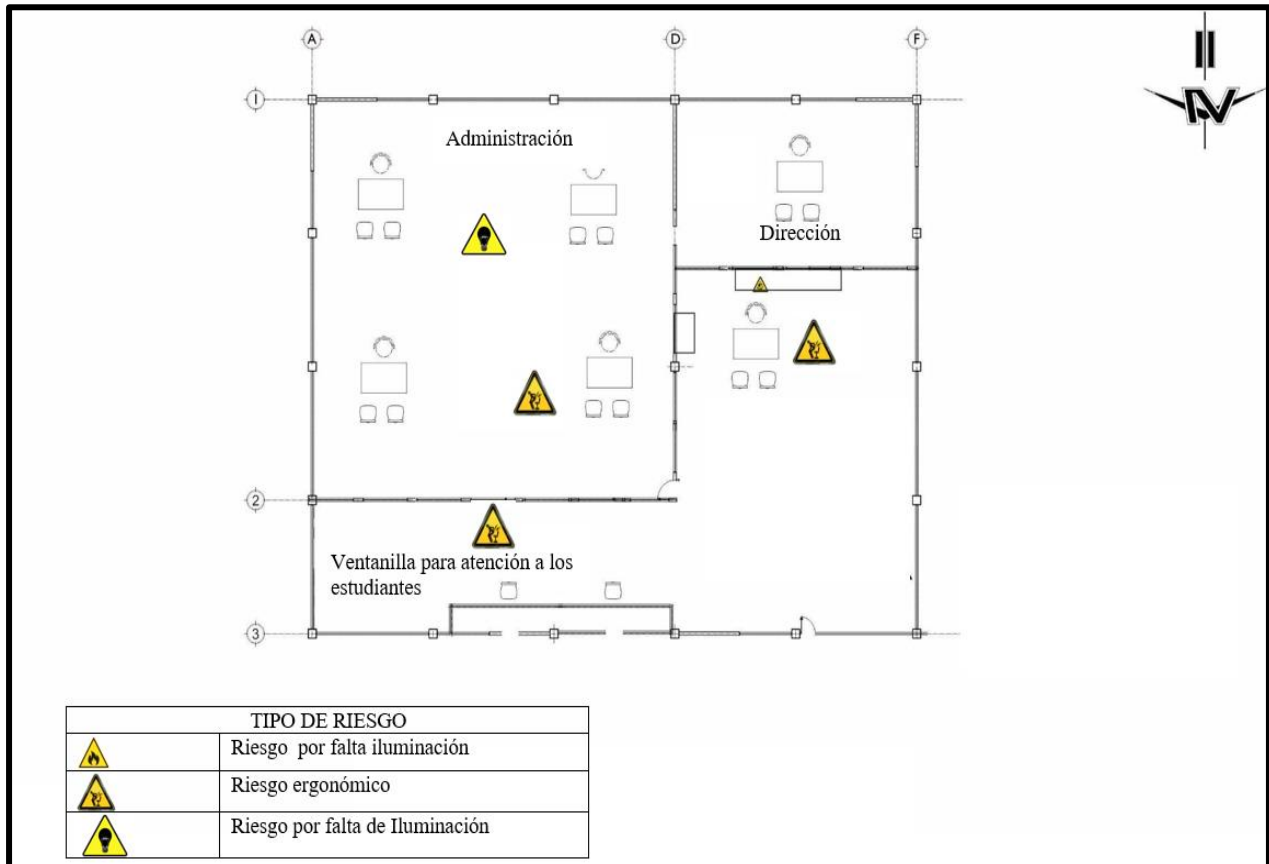 A
D
F
1
Administración
Dirección
2
Ventanilla para atención a los
estudiantes
3
TIPO DE RIESGO
Riesgo por falta iluminación
Riesgo ergonómico
Riesgo por falta de Iluminación